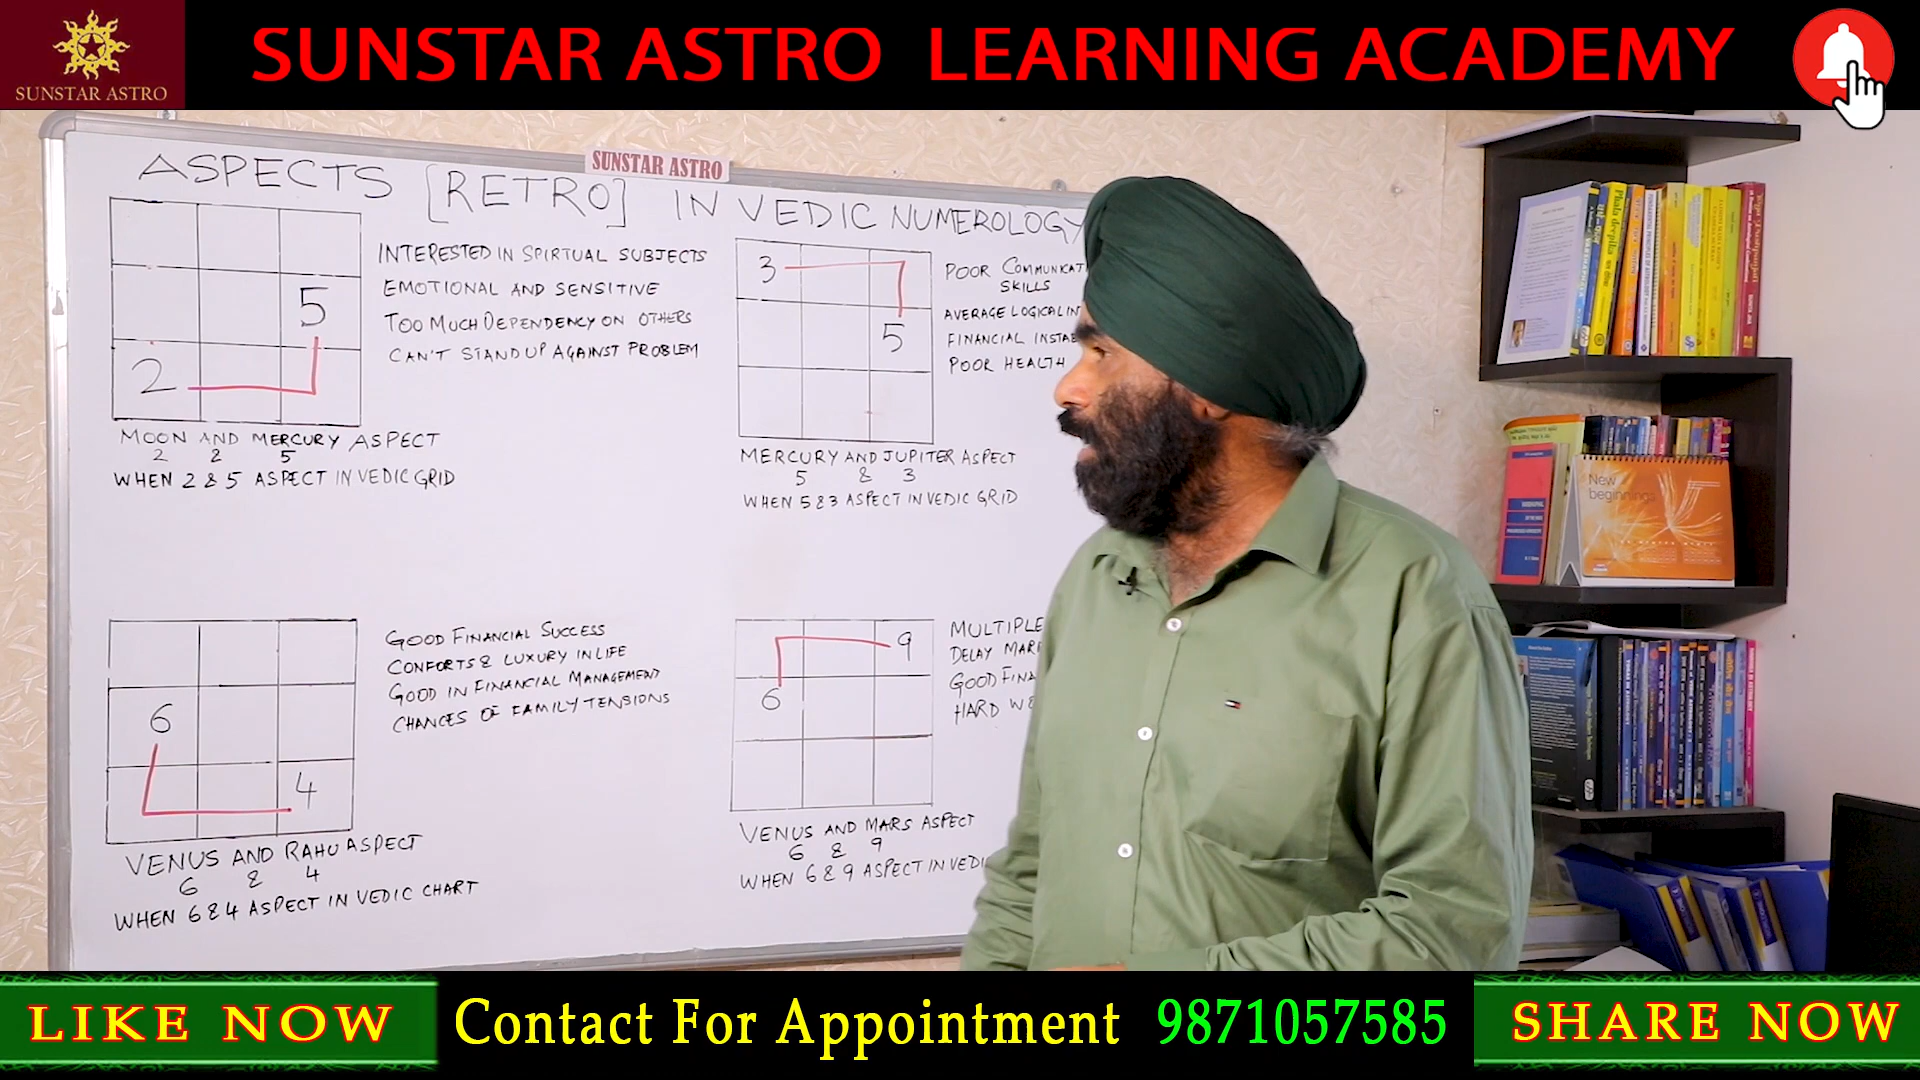 SUNSTAR ASTRO LEARNING ACADEMY
SUNSTAR ASTRO
SUNSTAR ASTRO
ASPECTS [RETRO] IN VEDIC NUMEROLOGY
5
2
INTERESTED IN SPIRTUAL SUBJECTS
EMOTIONAL AND SENSITIVE
TOO MUCH DEPENDENCY ON OTHERS
CAN'T STAND UP AGAINST PROBLEM
MOON AND MERCURY ASPECT
2 2 5
WHEN 2 & 5 ASPECT IN VEDIC GRID
3
5
POOR COMMUNICAT
SKILLS
AVERAGE LOGICAL IN
FINANCIAL INSTAB
POOR HEALTH
MERCURY AND JUPITER ASPECT
5 & 3
WHEN 5 & 3 ASPECT IN VEDIC GRID
6
4
GOOD FINANCIAL SUCCESS
CONFORTS & LUXURY IN LIFE
GOOD IN FINANCIAL MANAGEMENT
CHANCES OF FAMILY TENSIONS
VENUS AND RAHU ASPECT
6 & 4
WHEN 6 & 4 ASPECT IN VEDIC CHART
9
6
MULTIPLE
DELAY MAR
GOOD FINA
HARD W
VENUS AND MARS ASPECT
6 & 9
WHEN 6 & 9 ASPECT IN VEDIC
Phala deepika
New
beginnings
LIKE NOW
Contact For Appointment 9871057585
SHARE NOW